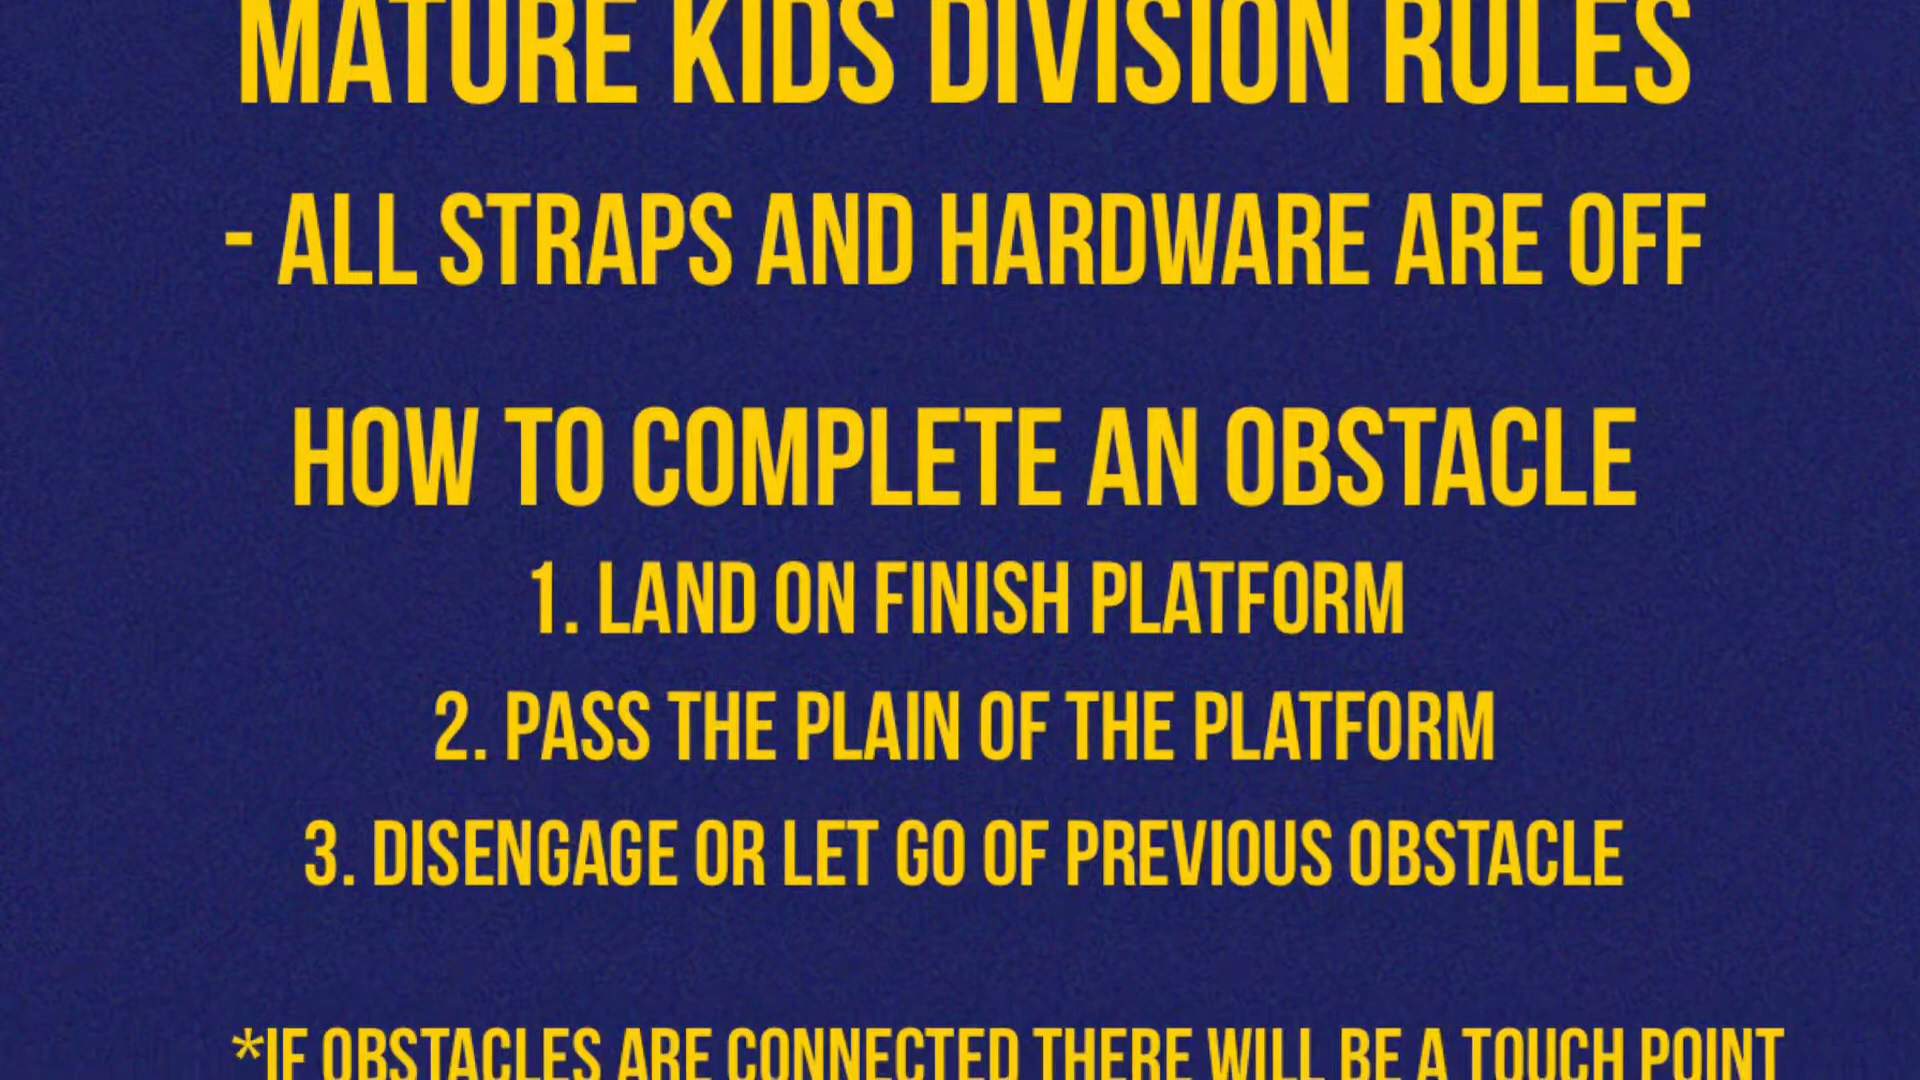 MATURE KIDS DIVISION RULES
- ALL STRAPS AND HARDWARE ARE OFF
HOW TO COMPLETE AN OBSTACLE
1. LAND ON FINISH PLATFORM
2. PASS THE PLAIN OF THE PLATFORM
3. DISENGAGE OR LET GO OF PREVIOUS OBSTACLE
*IF OBSTACLES ARE CONNECTED THERE WILL BE A TOUCH POINT